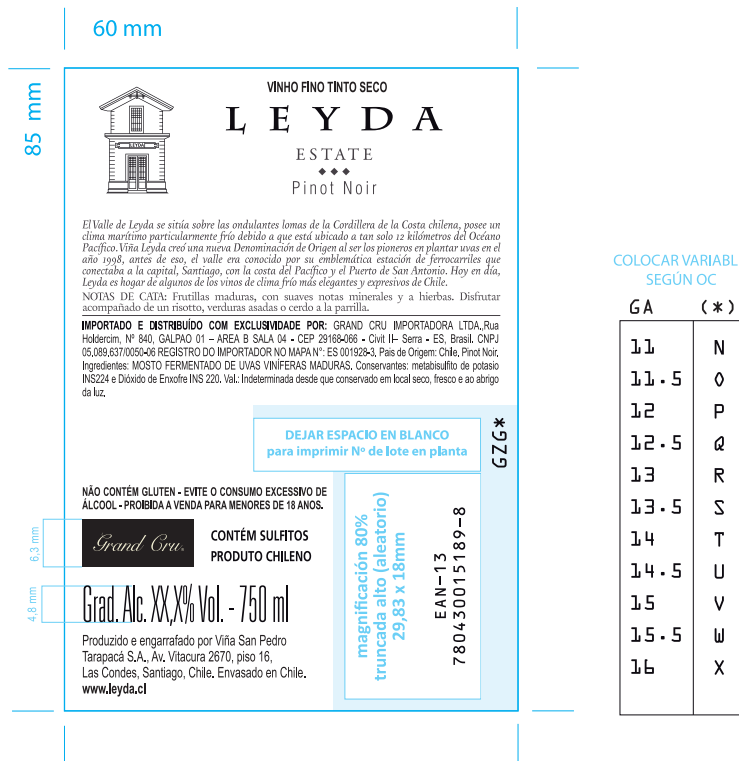 60 mm
85 mm
VINHO FINO TINTO SECO
LEYDA
LEYDA
ESTATE
Pinot Noir
El Valle de Leyda se sitúa sobre las ondulantes lomas de la Cordillera de la Costa chilena, posee un
clima marítimo particularmente frío debido a que está ubicado a tan solo 12 kilómetros del Océano
Pacífico. Viña Leyda creó una nueva Denominación de Origen al ser los pioneros en plantar uvas en el
año 1998, antes de eso, el valle era conocido por su emblemática estación de ferrocarriles que
conectaba a la capital, Santiago, con la costa del Pacífico y el Puerto de San Antonio. Hoy en día,
Leyda es hogar de algunos de los vinos de clima frío más elegantes y expresivos de Chile.
NOTAS DE CATA: Frutillas maduras, con suaves notas minerales y a hierbas. Disfrutar
acompañado de un risotto, verduras asadas o cerdo a la parrilla.
IMPORTADO E DISTRIBUÍDO COM EXCLUSIVIDADE POR: GRAND CRU IMPORTADORA LTDA.,Rua
Holdercim, Nº 840, GALPAO 01 – AREA B SALA 04 - CEP 29168-066 - Civit II– Serra - ES, Brasil. CNPJ
05,089,637/0050-06 REGISTRO DO IMPORTADOR NO MAPA N°: ES 001928-3, Pais de Origem: Chile, Pinot Noir,
Ingredientes: MOSTO FERMENTADO DE UVAS VINÍFERAS MADURAS. Conservantes: metabisulfito de potasio
INS224 e Dióxido de Enxofre INS 220. Val.: Indeterminada desde que conservado em local seco, fresco e ao abrigo
da luz.
DEJAR ESPACIO EN BLANCO
para imprimir Nº de lote en planta
GZG*
NÃO CONTÉM GLUTEN - EVITE O CONSUMO EXCESSIVO DE
ÁLCOOL - PROIBIDA A VENDA PARA MENORES DE 18 ANOS.
6,3 mm
Grand Cru.
CONTÉM SULFITOS
PRODUTO CHILENO
4,8 mm
Grad. Alc. XX,X% Vol. - 750 ml
Produzido e engarrafado por Viña San Pedro
Tarapacá S.A., Av. Vitacura 2670, piso 16,
Las Condes, Santiago, Chile. Envasado en Chile.
www.leyda.cl
magnificación 80%
truncada alto (aleatorio)
29,83 x 18mm
EAN-13
7804300151898-8
COLOCAR VARIABL
SEGÚN OC
GA (*)
11 N
11.5 O
12 P
12.5 Q
13 R
13.5 S
14 T
14.5 U
15 V
15.5 W
16 X